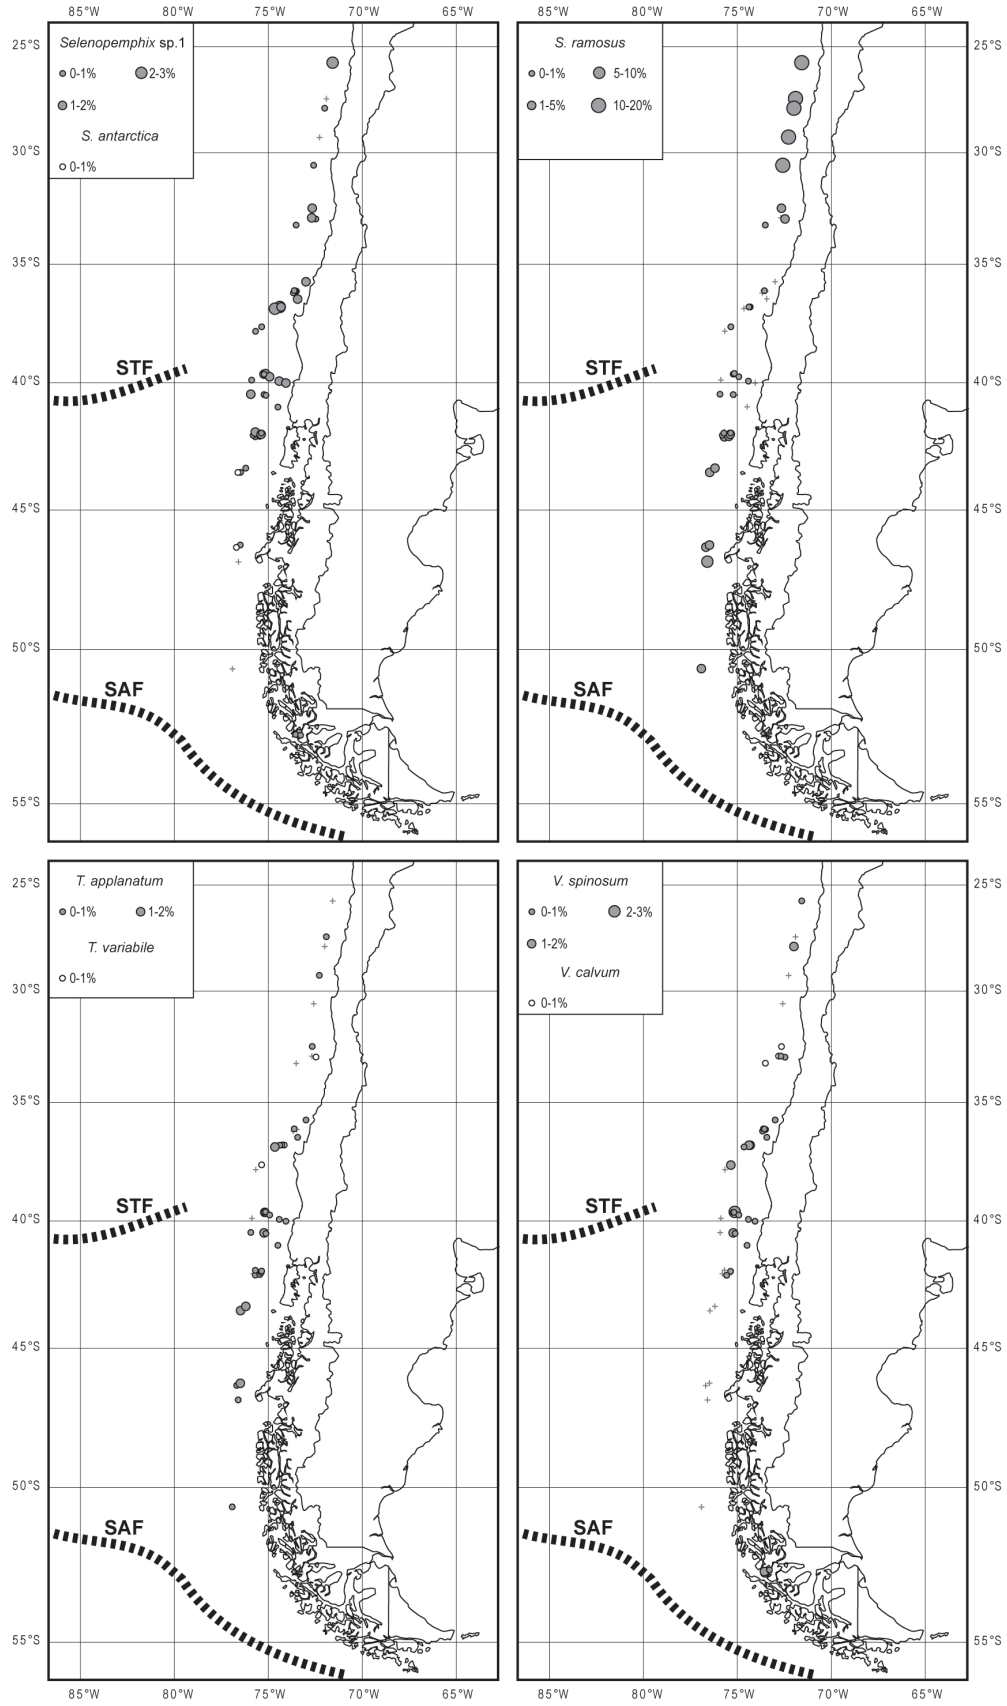 85°W 80°W 75°W 70°W 65°W 85°W 80°W 75°W 70°W 65°W
25°S
Selenopemphix sp.1
0-1% 2-3%
1-2%
S. antarctica
0-1%
30°S
35°S
STF
40°S
45°S
50°S
SAF
55°S
S. ramosus
0-1% 5-10%
1-5% 10-20%
25°S
30°S
35°S
STF
40°S
45°S
50°S
SAF
55°S
25°S
T. applanatum
0-1% 1-2%
T. variabile
0-1%
30°S
35°S
STF
40°S
45°S
50°S
SAF
55°S
V. spinosum
0-1% 2-3%
1-2%
V. calvum
0-1%
25°S
30°S
35°S
STF
40°S
45°S
50°S
SAF
55°S
85°W 80°W 75°W 70°W 65°W 85°W 80°W 75°W 70°W 65°W